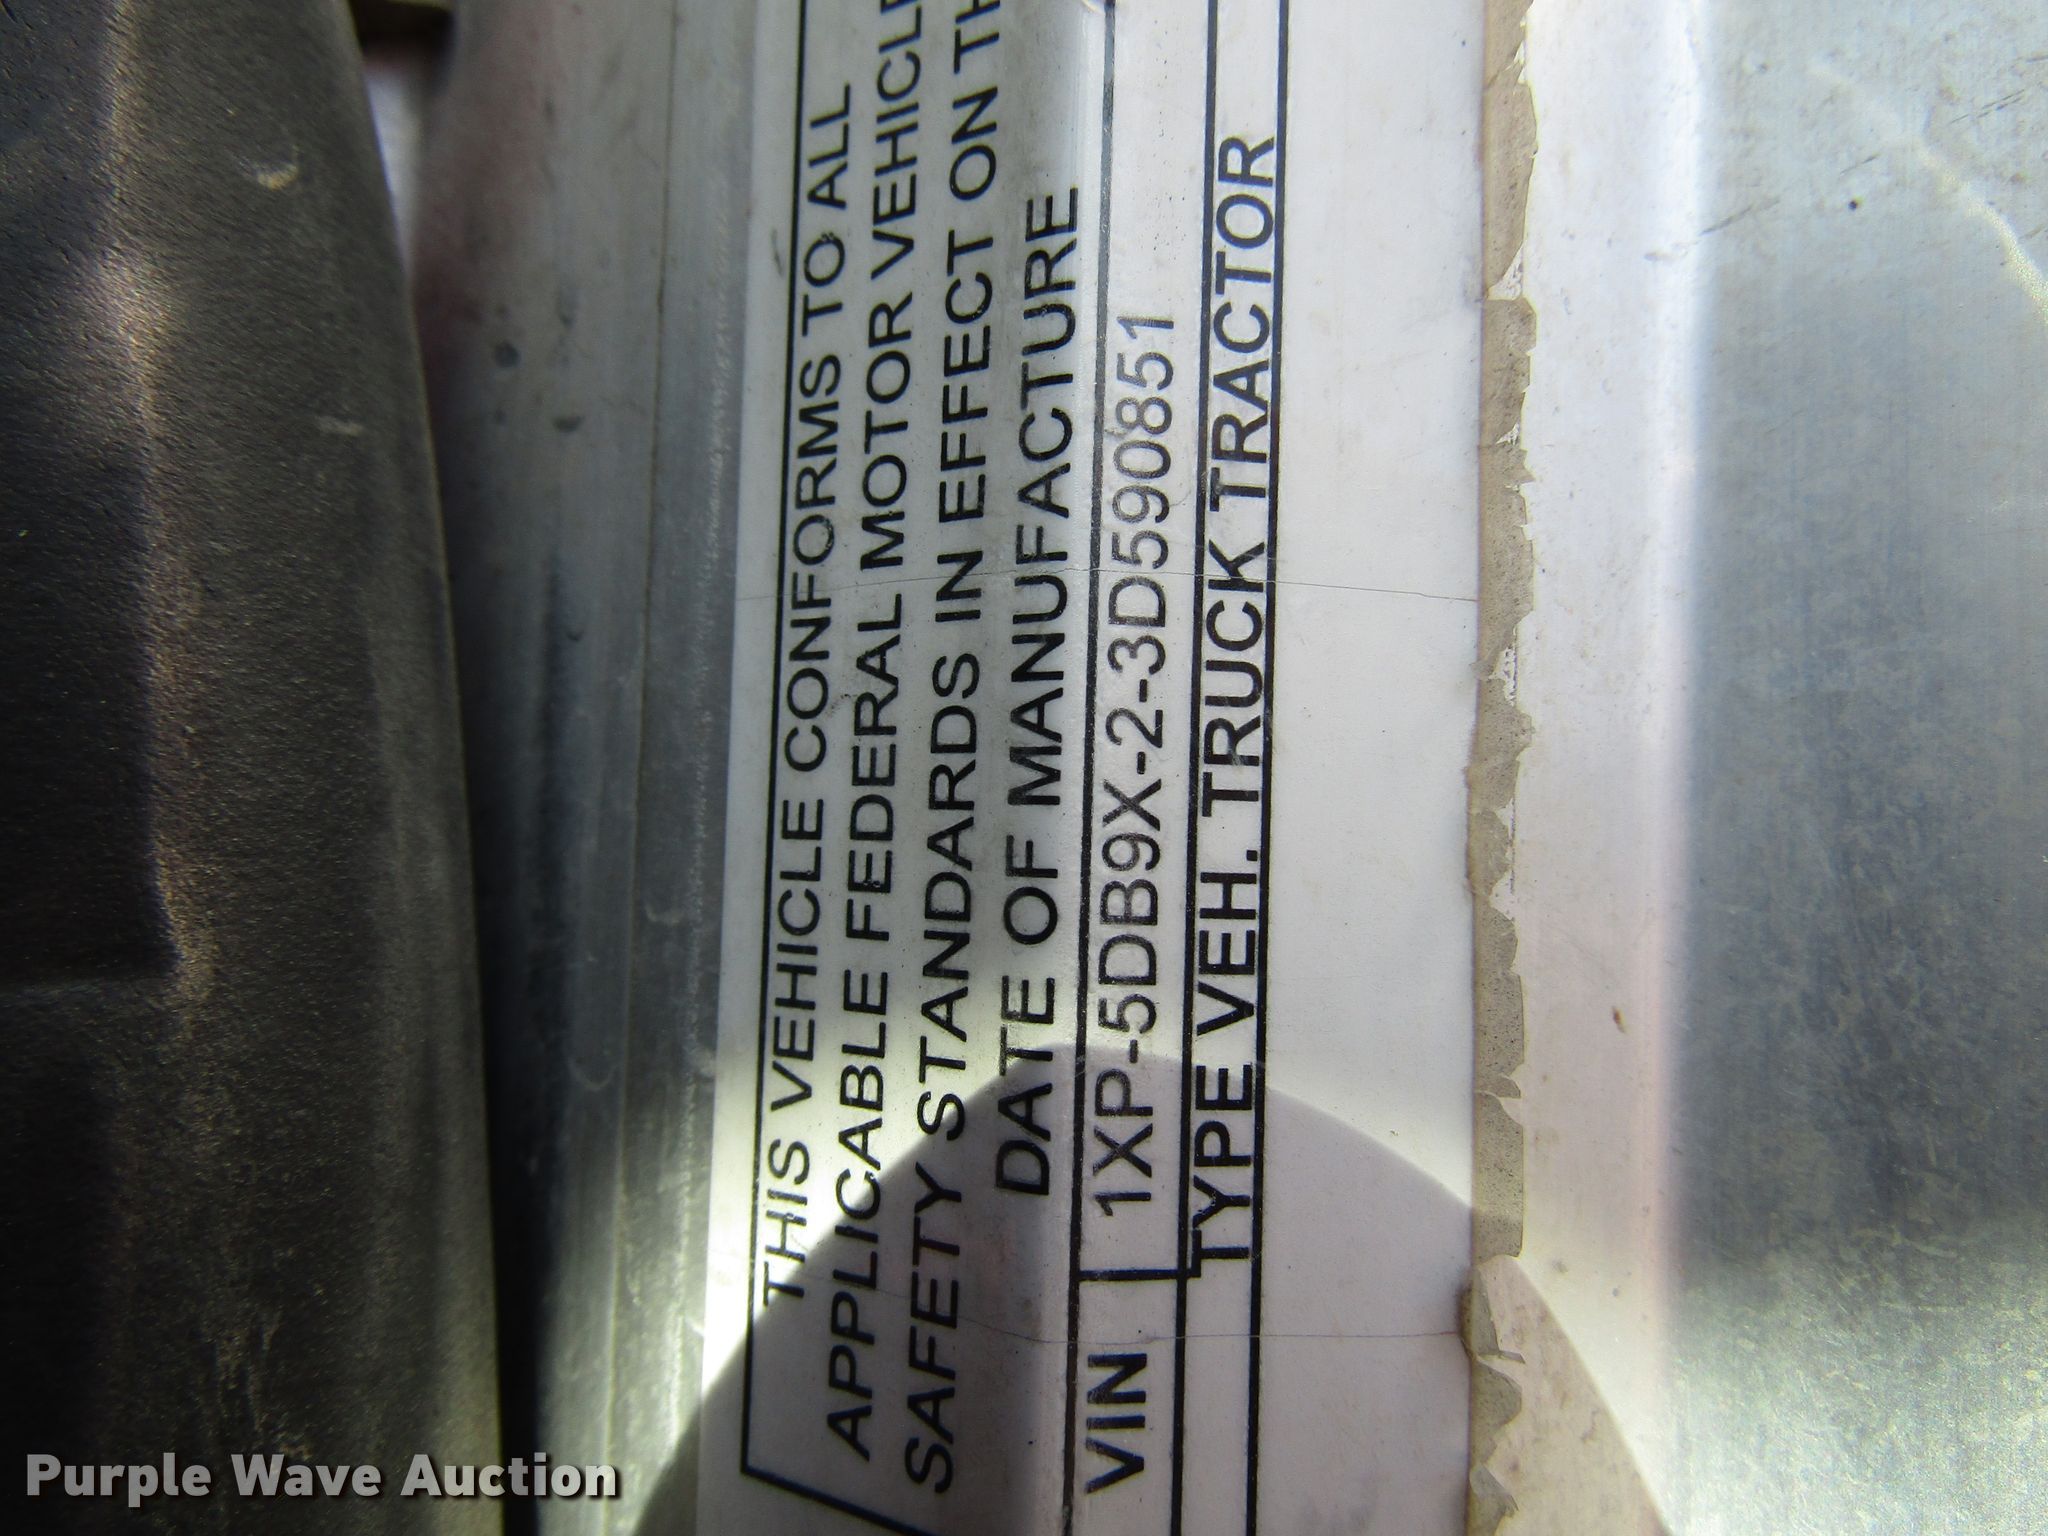 THIS VEHICLE CONFORMS TO ALL
APPLICABLE FEDERAL MOTOR VEHICLE
SAFETY STANDARDS IN EFFECT ON
DATE OF MANUFACTURE
VIN 1XP-5DB9X-2-3D590851
TYPE VEH. TRUCK TRACTOR
Purple Wave Auction